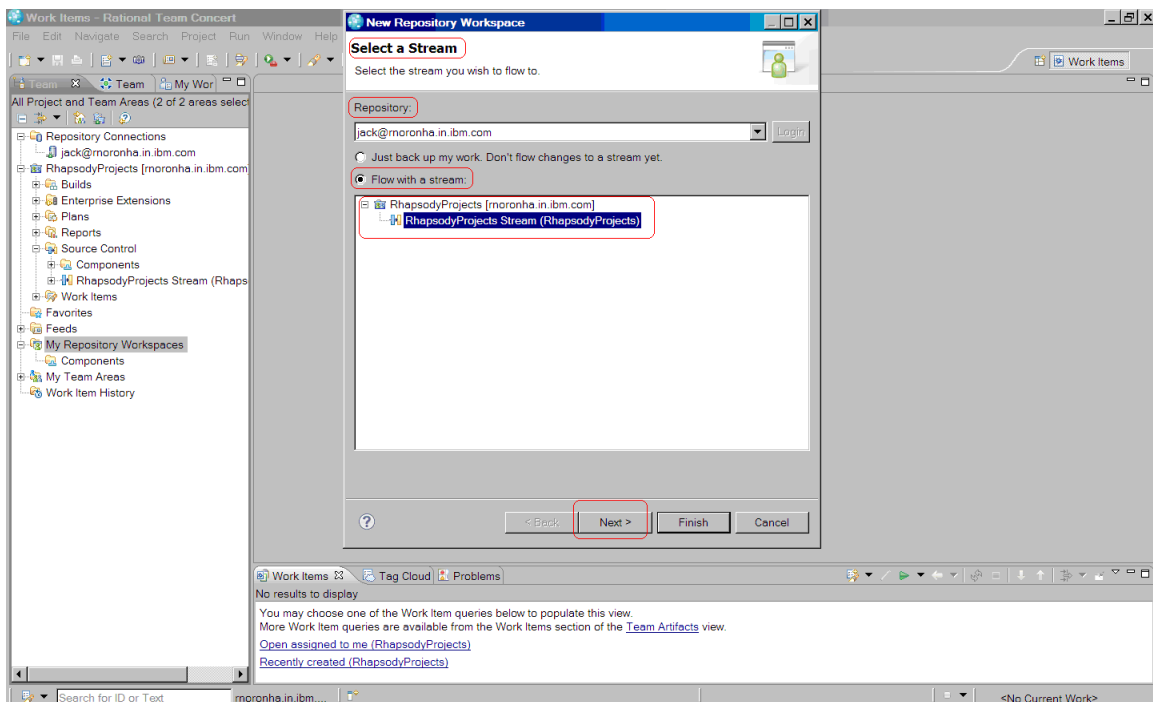 Work Items - Rational Team Concert
File Edit Navigate Search Project Run Window Help
Work Items
Team Team My Wor
All Project and Team Areas (2 of 2 areas select
Repository Connections
jack@rnoronha.in.ibm.com
RhapsodyProjects [rnoronha.in.ibm.com
Builds
Enterprise Extensions
Plans
Reports
Source Control
Components
RhapsodyProjects Stream (Rhaps
Work Items
Favorites
Feeds
My Repository Workspaces
Components
My Team Areas
Work Item History
New Repository Workspace
Select a Stream
Select the stream you wish to flow to.
Repository:
jack@rnoronha.in.ibm.com Login
Just back up my work. Don't flow changes to a stream yet.
Flow with a stream:
RhapsodyProjects [rnoronha.in.ibm.com]
RhapsodyProjects Stream (RhapsodyProjects)
? < Back Next > Finish Cancel
Work Items Tag Cloud Problems
No results to display
You may choose one of the Work Item queries below to populate this view.
More Work Item queries are available from the Work Items section of the Team Artifacts view.
Open assigned to me (RhapsodyProjects)
Recently created (RhapsodyProjects)
Search for ID or Text rnoronha.in.ibm.... <No Current Work>